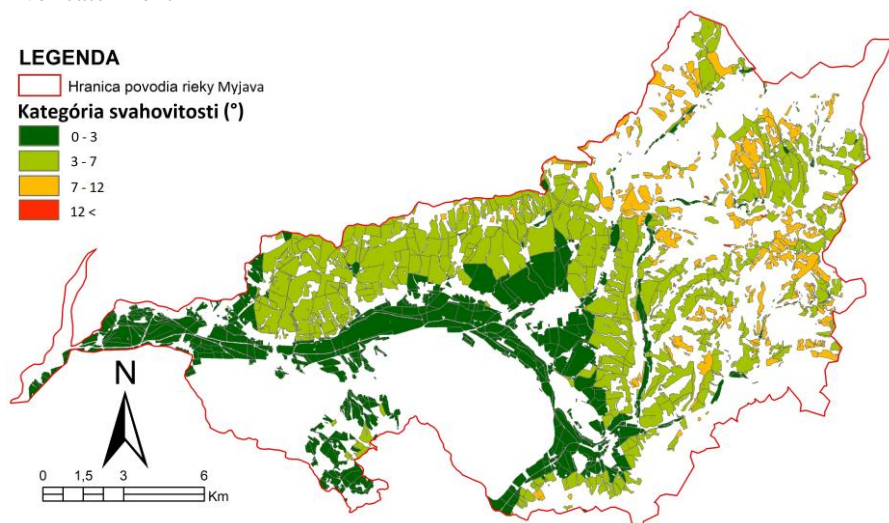 LEGENDA
Hranica povodia rieky Myjava
Kategória svahovitosti (°)
0 - 3
3 - 7
7 - 12
12 <
N
0 1,5 3 6
Km